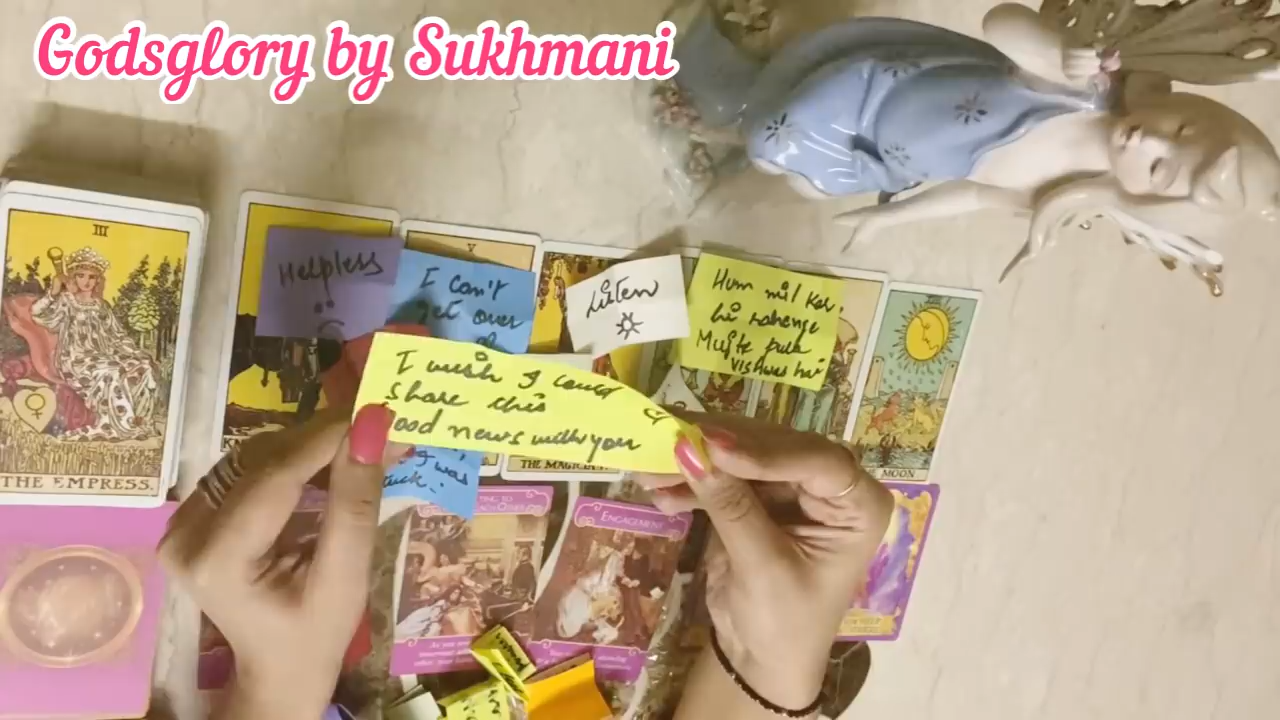 Godsglory by Sukhmani
III
THE EMPRESS.
Helpless
V
I can't
get over
Listen
Hum mil kar
hi rahenge
Mujhe pura
vishwas hai
I wish I could
share this
good news with you
was
THE MAGICIAN
MOON
ENGAGEMENT